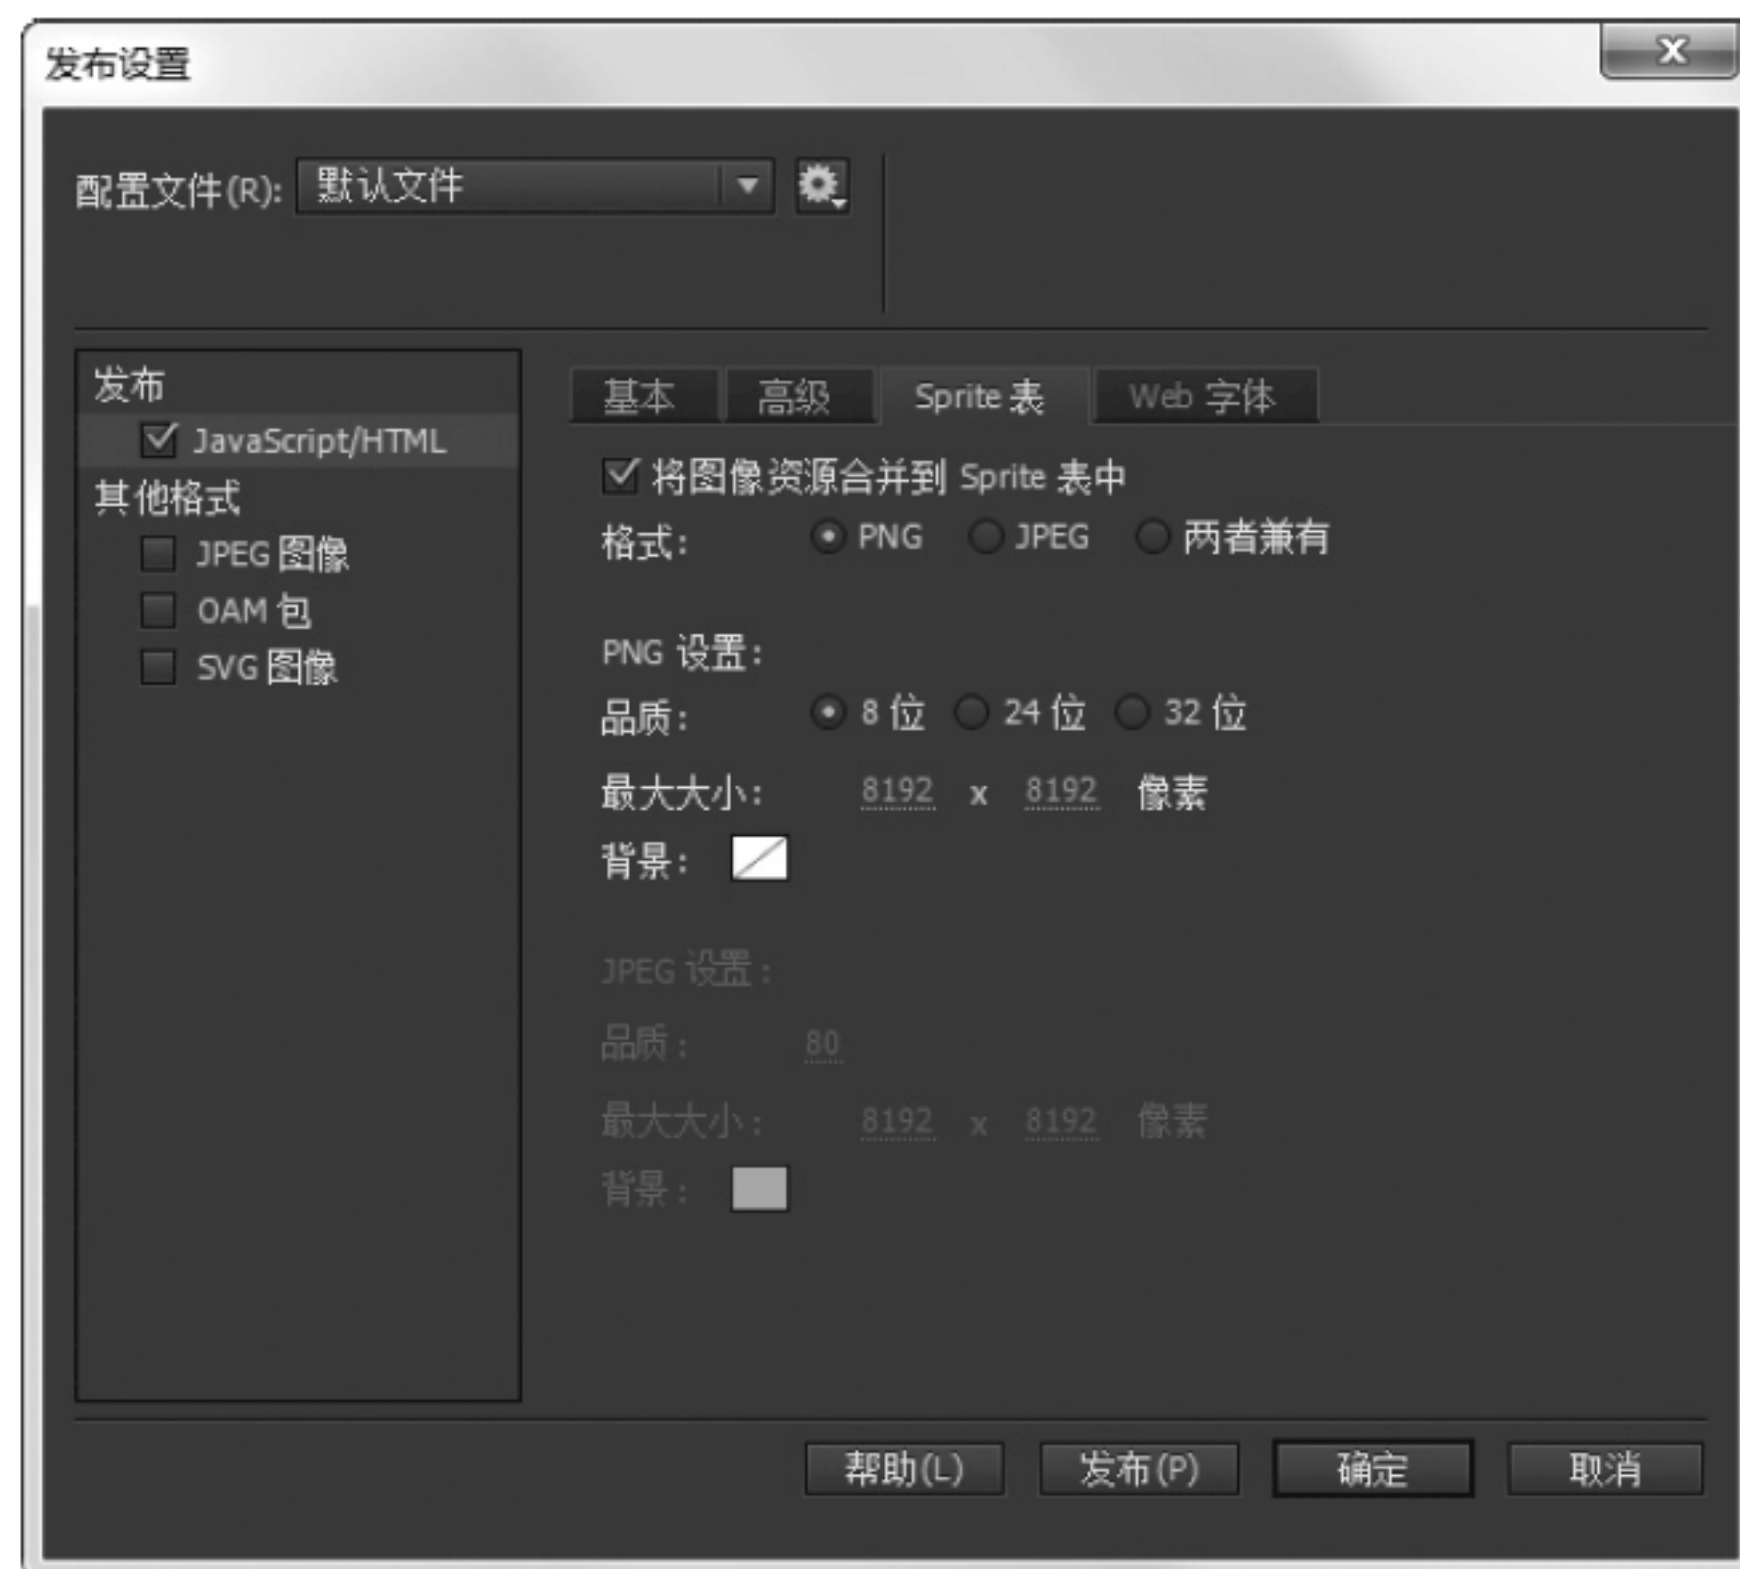 发布设置
配置文件(R): 默认文件
发布
JavaScript/HTML
其他格式
JPEG 图像
OAM 包
SVG 图像
基本 高级 Sprite 表 Web 字体
将图像资源合并到 Sprite 表中
格式: PNG JPEG 两者兼有
PNG 设置:
品质: 8 位 24 位 32 位
最大大小: 8192 x 8192 像素
背景:
JPEG 设置:
品质: 80
最大大小: 8192 x 8192 像素
背景:
帮助(L) 发布(P) 确定 取消